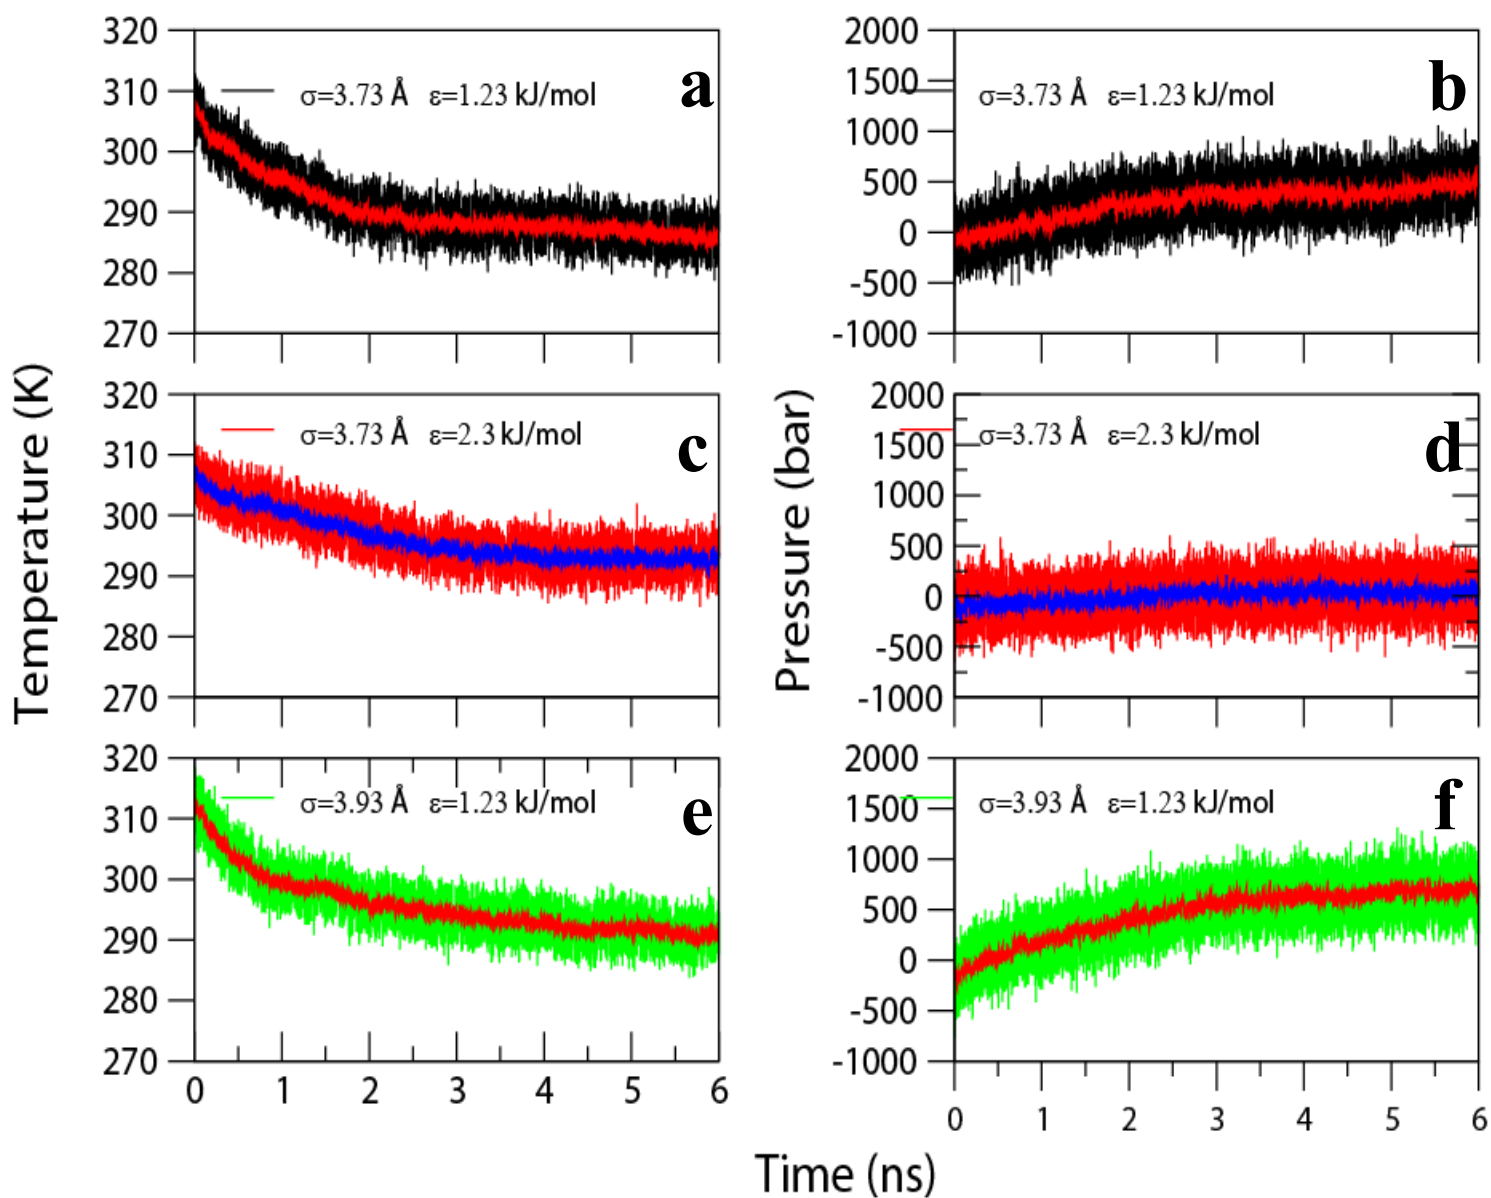 Temperature (K)
320
310
300
290
280
270
σ=3.73 Å ε=1.23 kJ/mol
a
2000
1500
1000
500
0
-500
-1000
σ=3.73 Å ε=1.23 kJ/mol
b
320
310
300
290
280
270
σ=3.73 Å ε=2.3 kJ/mol
c
Pressure (bar)
2000
1500
1000
500
0
-500
-1000
σ=3.73 Å ε=2.3 kJ/mol
d
320
310
300
290
280
270
σ=3.93 Å ε=1.23 kJ/mol
e
0 1 2 3 4 5 6
2000
1500
1000
500
0
-500
-1000
σ=3.93 Å ε=1.23 kJ/mol
f
0 1 2 3 4 5 6
Time (ns)